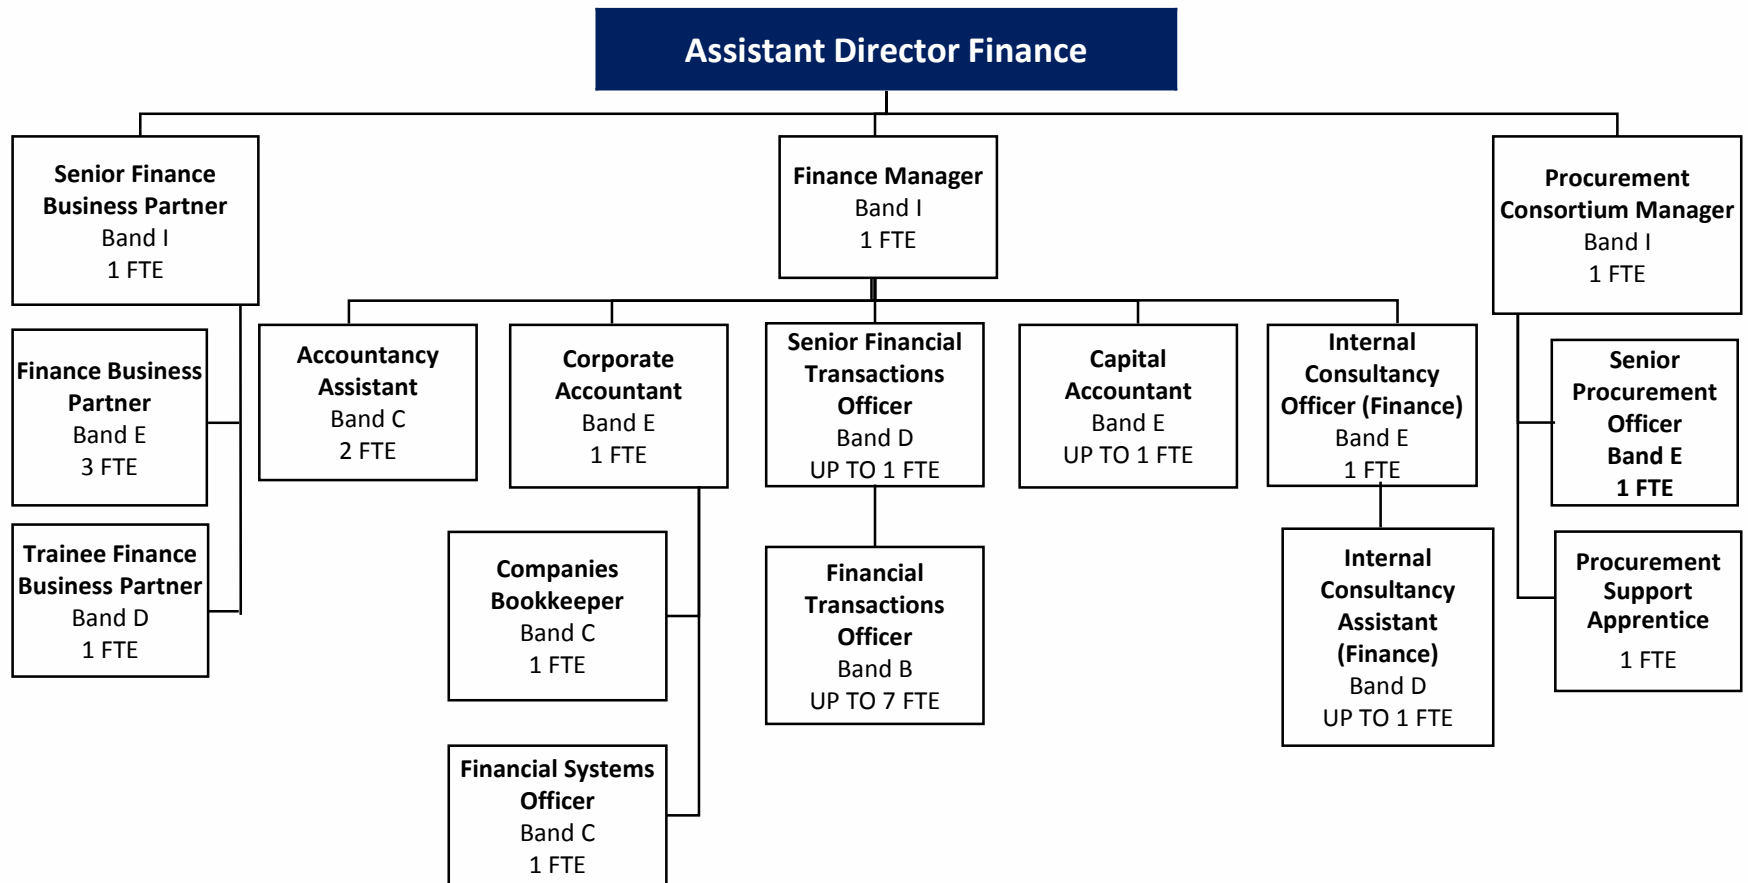 Assistant Director Finance
Senior Finance
Business Partner
Band I
1 FTE
Finance Manager
Band I
1 FTE
Procurement
Consortium Manager
Band I
1 FTE
Finance Business
Partner
Band E
3 FTE
Accountancy
Assistant
Band C
2 FTE
Corporate
Accountant
Band E
1 FTE
Senior Financial
Transactions
Officer
Band D
UP TO 1 FTE
Capital
Accountant
Band E
UP TO 1 FTE
Internal
Consultancy
Officer (Finance)
Band E
1 FTE
Senior
Procurement
Officer
Band E
1 FTE
Trainee Finance
Business Partner
Band D
1 FTE
Companies
Bookkeeper
Band C
1 FTE
Financial
Transactions
Officer
Band B
UP TO 7 FTE
Internal
Consultancy
Assistant
(Finance)
Band D
UP TO 1 FTE
Procurement
Support
Apprentice
1 FTE
Financial Systems
Officer
Band C
1 FTE